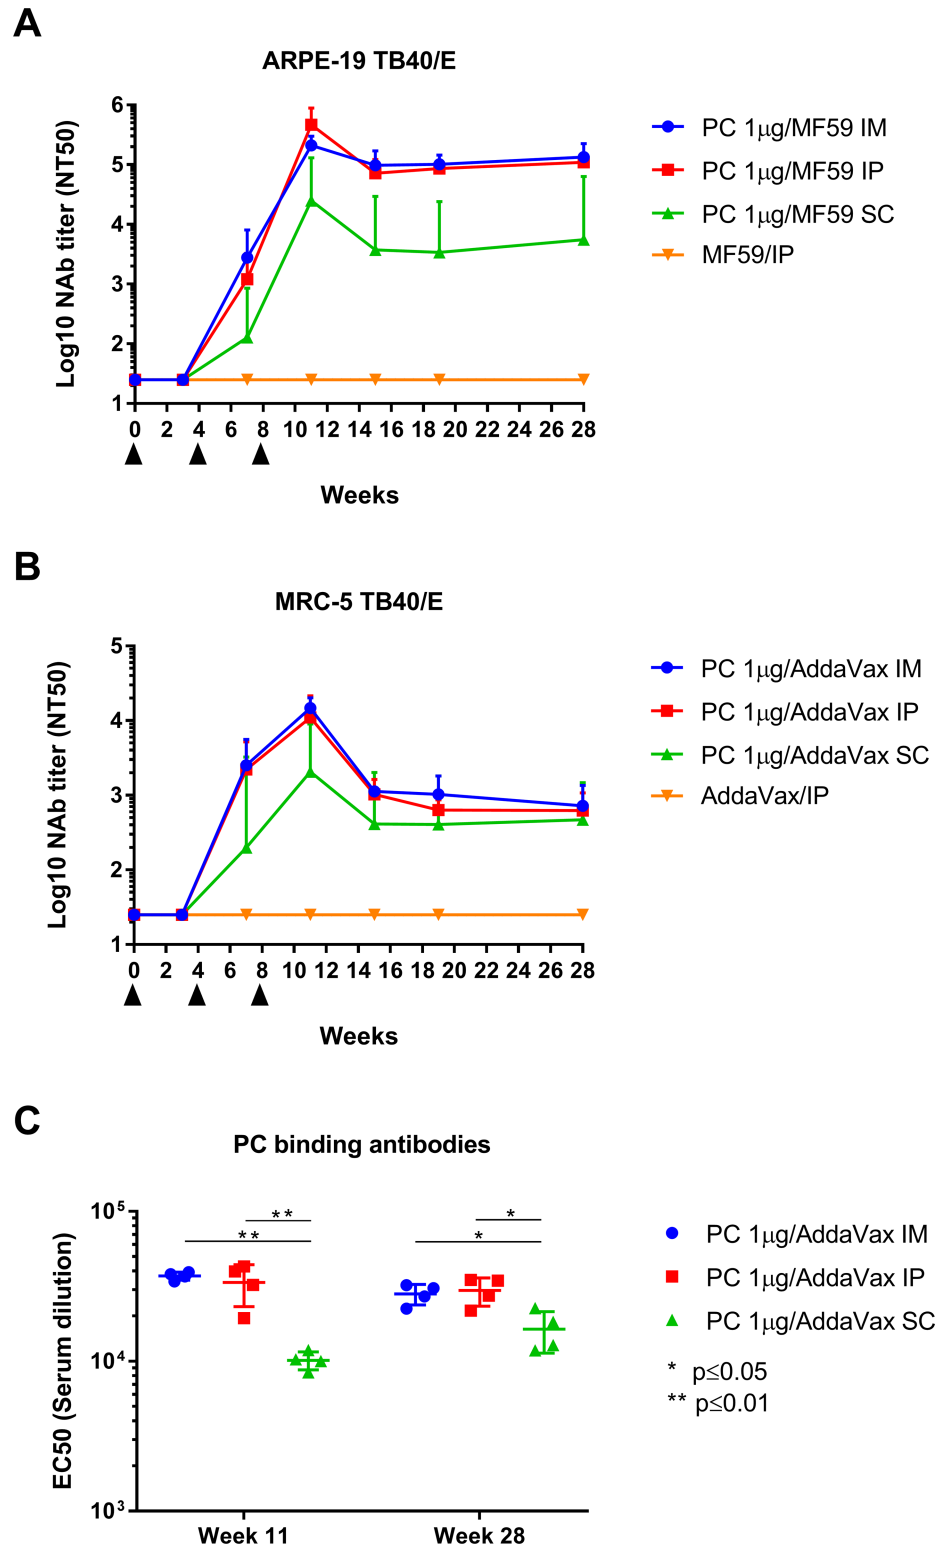 A
ARPE-19 TB40/E
Log10 NAb titer (NT50)
6
5
4
3
2
1
0 2 4 6 8 10 12 14 16 18 20 22 24 26 28
Weeks
PC 1μg/MF59 IM
PC 1μg/MF59 IP
PC 1μg/MF59 SC
MF59/IP
B
MRC-5 TB40/E
Log10 NAb titer (NT50)
5
4
3
2
1
0 2 4 6 8 10 12 14 16 18 20 22 24 26 28
Weeks
PC 1μg/AddaVax IM
PC 1μg/AddaVax IP
PC 1μg/AddaVax SC
AddaVax/IP
C
PC binding antibodies
EC50 (Serum dilution)
10⁵
10⁴
10³
**
**
*
*
Week 11 Week 28
PC 1μg/AddaVax IM
PC 1μg/AddaVax IP
PC 1μg/AddaVax SC
* p≤0.05
** p≤0.01